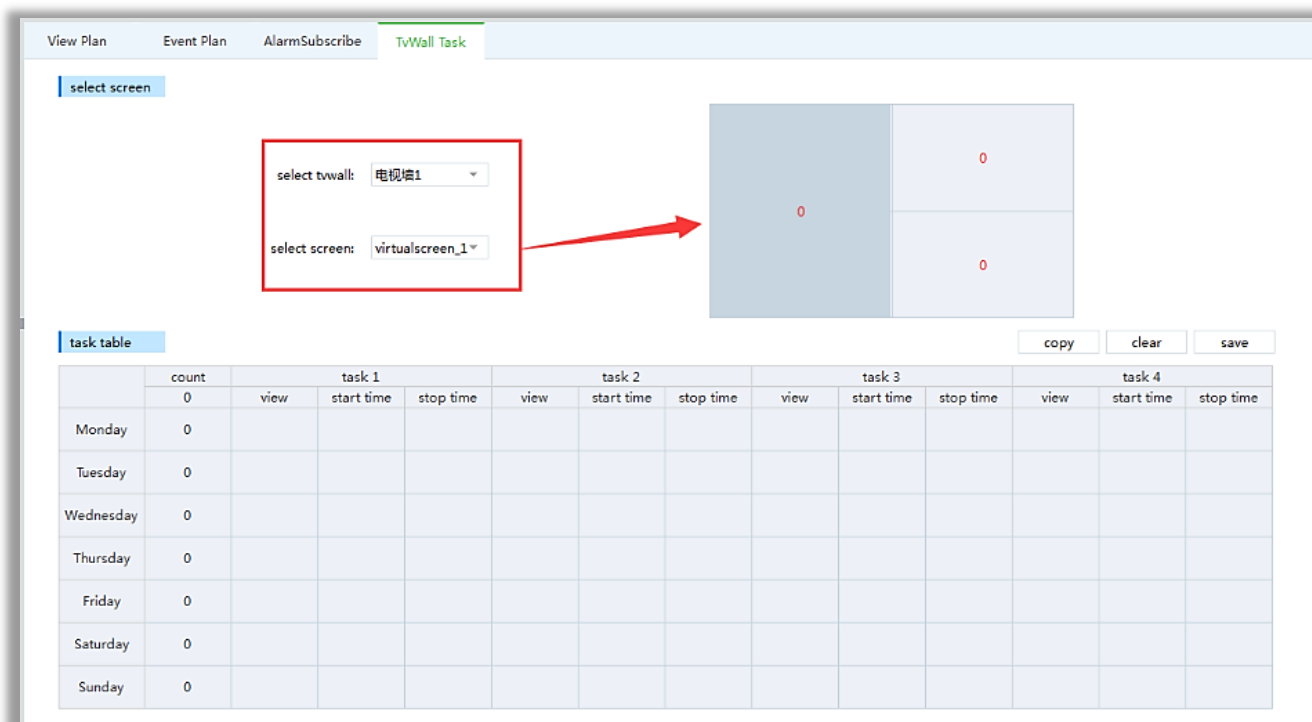 View Plan Event Plan AlarmSubscribe TvWall Task
select screen
select tvwall: 电视墙1
select screen: virtualscreen_1
0
0
0
task table copy clear save
count task 1 task 2 task 3 task 4
0 view start time stop time view start time stop time view start time stop time view start time stop time
Monday 0
Tuesday 0
Wednesday 0
Thursday 0
Friday 0
Saturday 0
Sunday 0